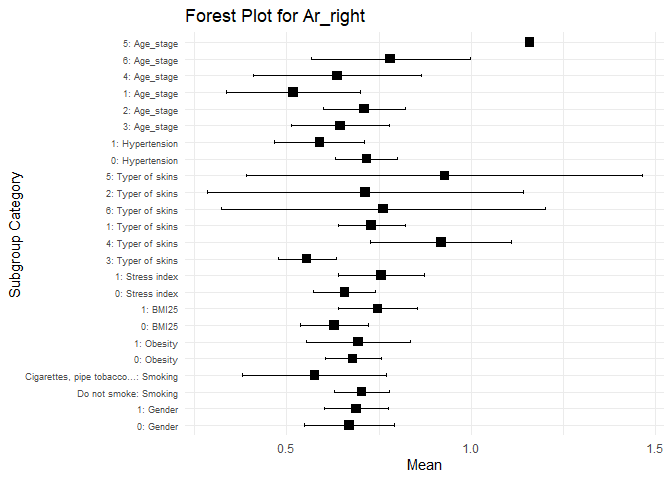 Forest Plot for Ar_right
Subgroup Category
5: Age_stage
6: Age_stage
4: Age_stage
1: Age_stage
2: Age_stage
3: Age_stage
1: Hypertension
0: Hypertension
5: Typer of skins
2: Typer of skins
6: Typer of skins
1: Typer of skins
4: Typer of skins
3: Typer of skins
1: Stress index
0: Stress index
1: BMI25
0: BMI25
1: Obesity
0: Obesity
Cigarettes, pipe tobacco...: Smoking
Do not smoke: Smoking
1: Gender
0: Gender
0.5 1.0 1.5
Mean